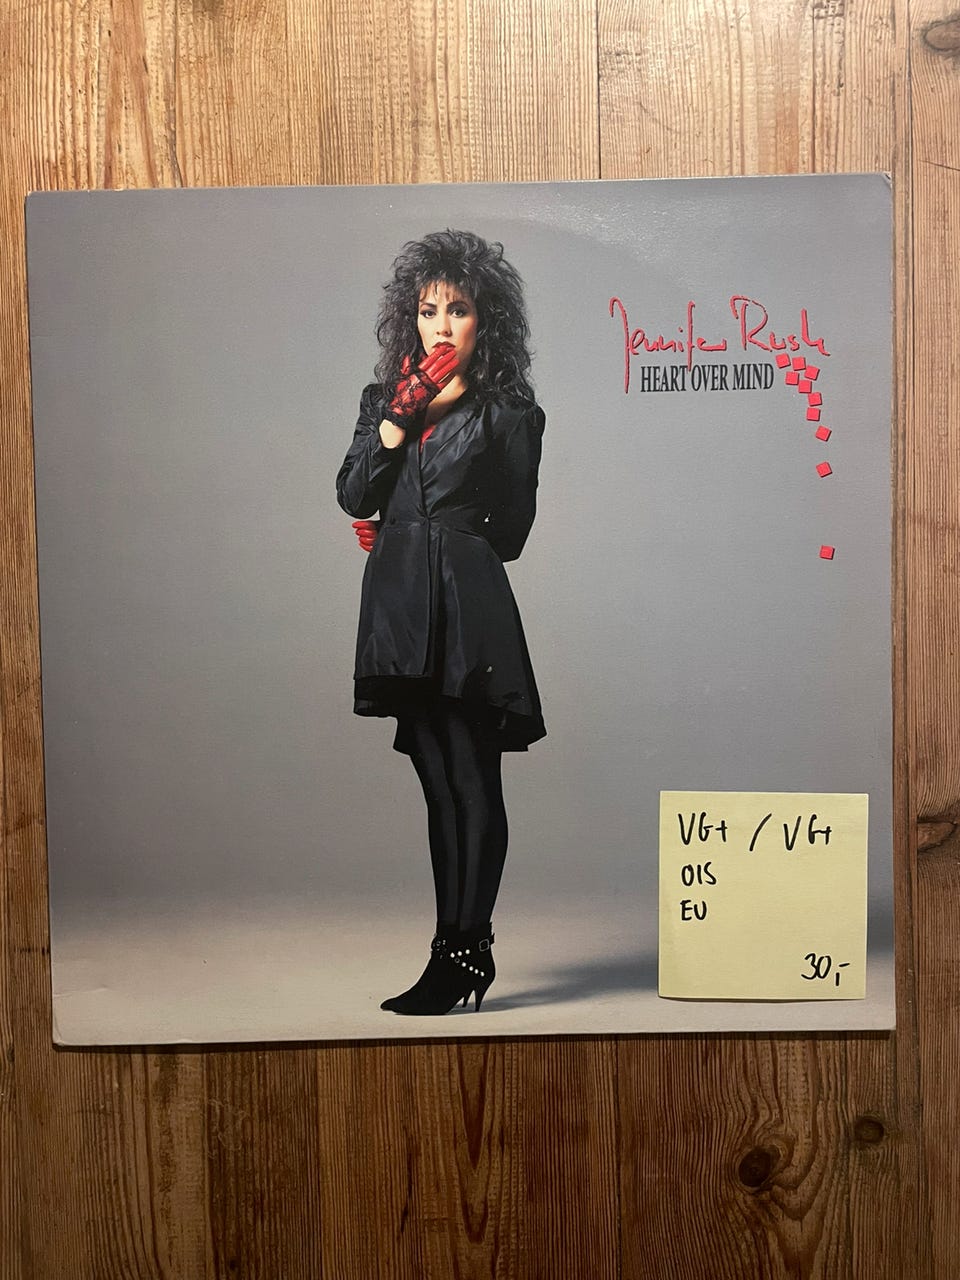 Jennifer Rush
HEART OVER MIND
VG+ / VG+
OIS
EU
30,-